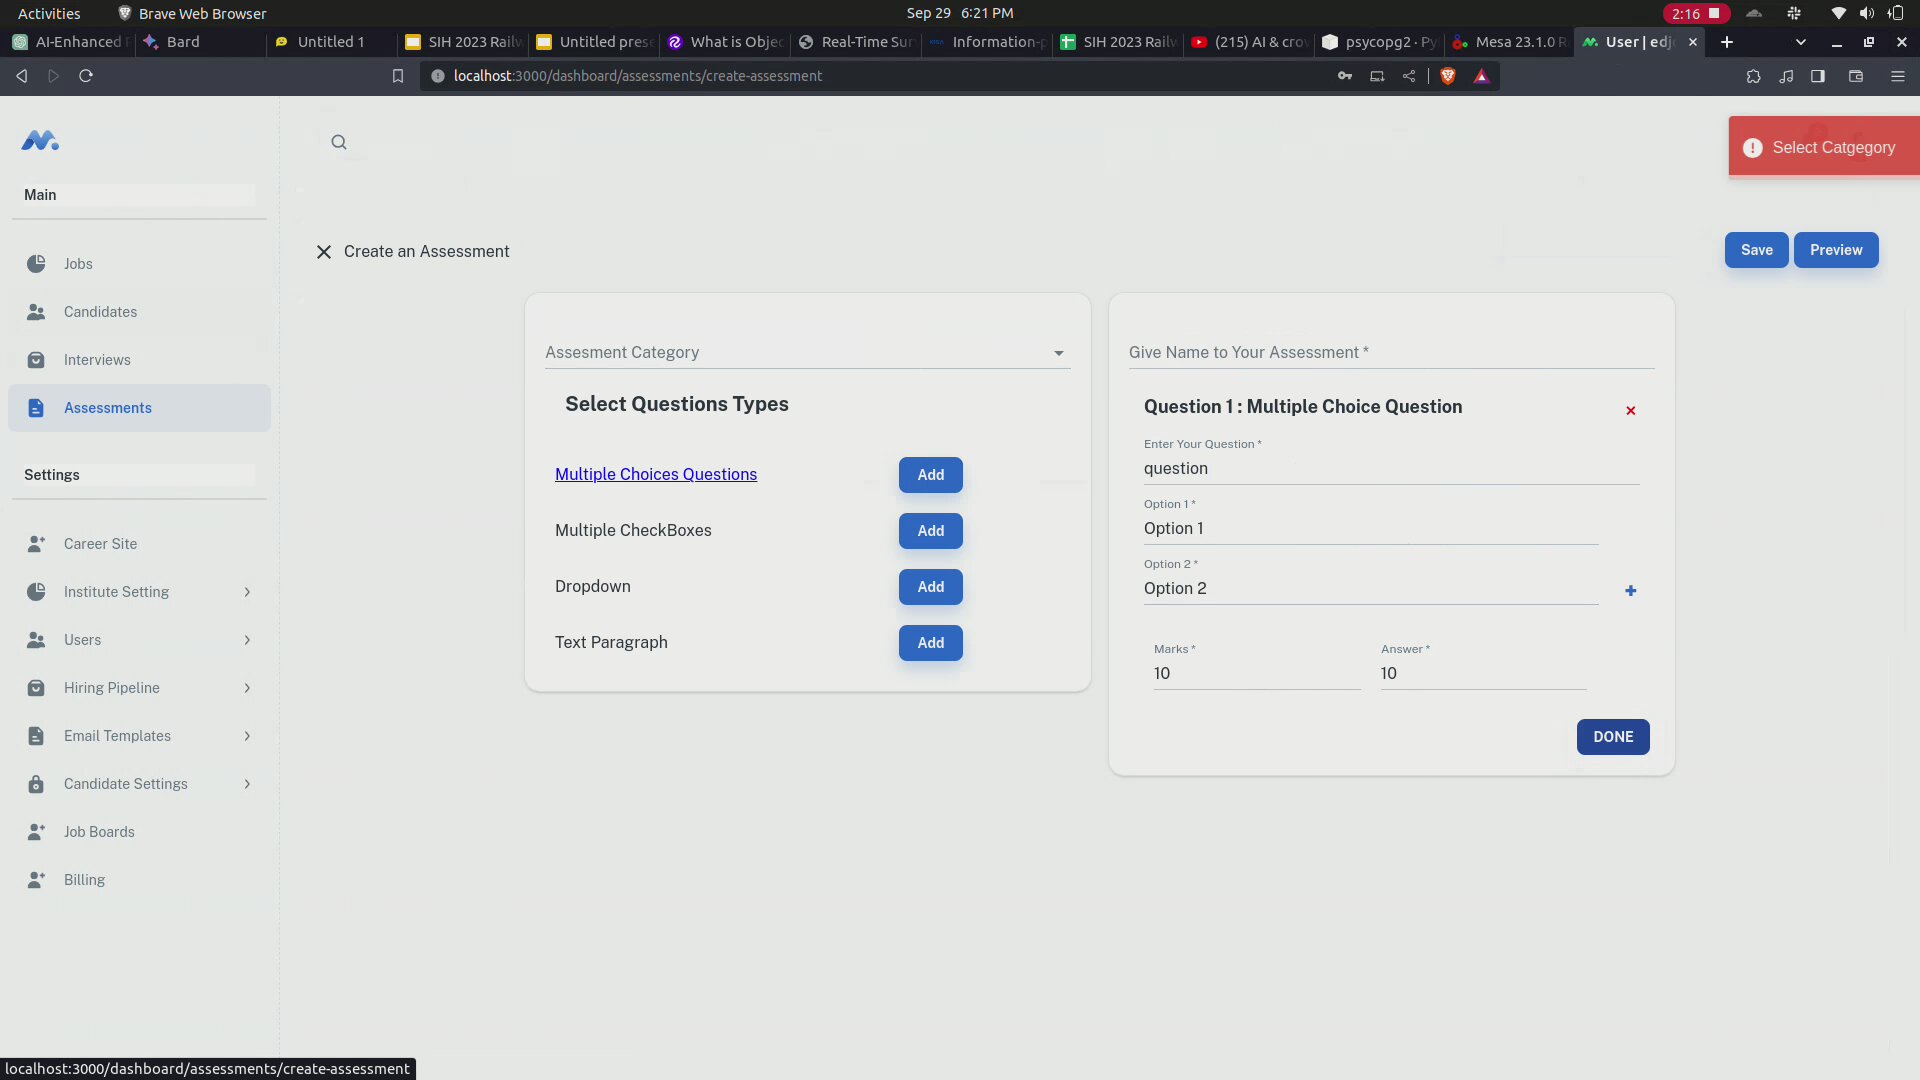 Activities
Brave Web Browser
Sep 29 6:21 PM
2:16
AI-Enhanced
Bard
Untitled 1
SIH 2023 Railw
Untitled prese
What is Objec
Real-Time Sur
Information-p
SIH 2023 Railw
(215) AI & crow
psycopg2 · Py
Mesa 23.1.0 R
User | edj
localhost:3000/dashboard/assessments/create-assessment
Select Catgegory
Main
Jobs
Candidates
Interviews
Assessments
Settings
Career Site
Institute Setting
Users
Hiring Pipeline
Email Templates
Candidate Settings
Job Boards
Billing
Create an Assessment
Save
Preview
Assesment Category
Select Questions Types
Multiple Choices Questions
Add
Multiple CheckBoxes
Add
Dropdown
Add
Text Paragraph
Add
Give Name to Your Assessment *
Question 1 : Multiple Choice Question
Enter Your Question *
question
Option 1 *
Option 1
Option 2 *
Option 2
Marks *
10
Answer *
10
DONE
localhost:3000/dashboard/assessments/create-assessment